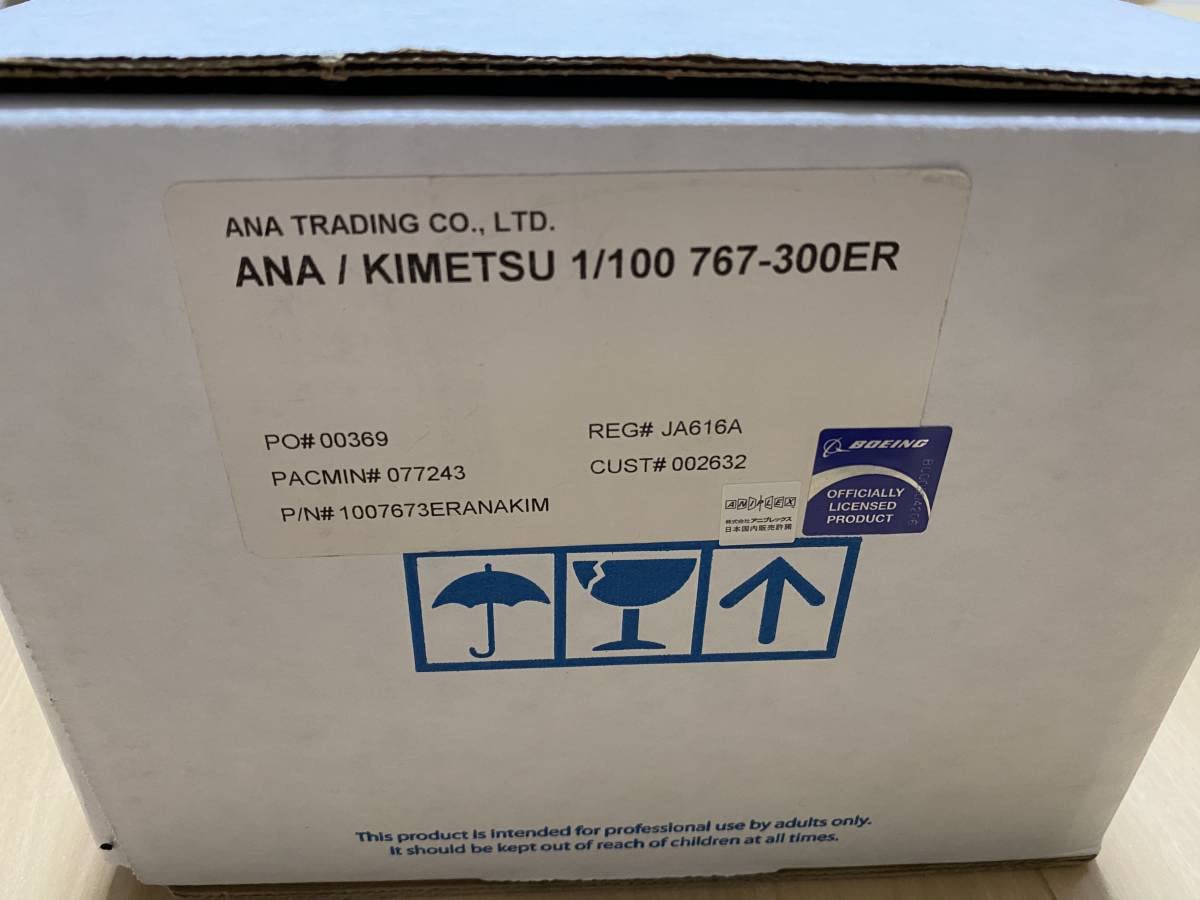 ANA TRADING CO., LTD.
ANA / KIMETSU 1/100 767-300ER
PO# 00369
REG# JA616A
PACMIN# 077243
CUST# 002632
P/N# 1007673ERANAKIM
ANIPLEX
株式会社アニプレックス
日本国内販売許諾
BOEING
OFFICIALLY
LICENSED
PRODUCT
This product is intended for professional use by adults only.
It should be kept out of reach of children at all times.